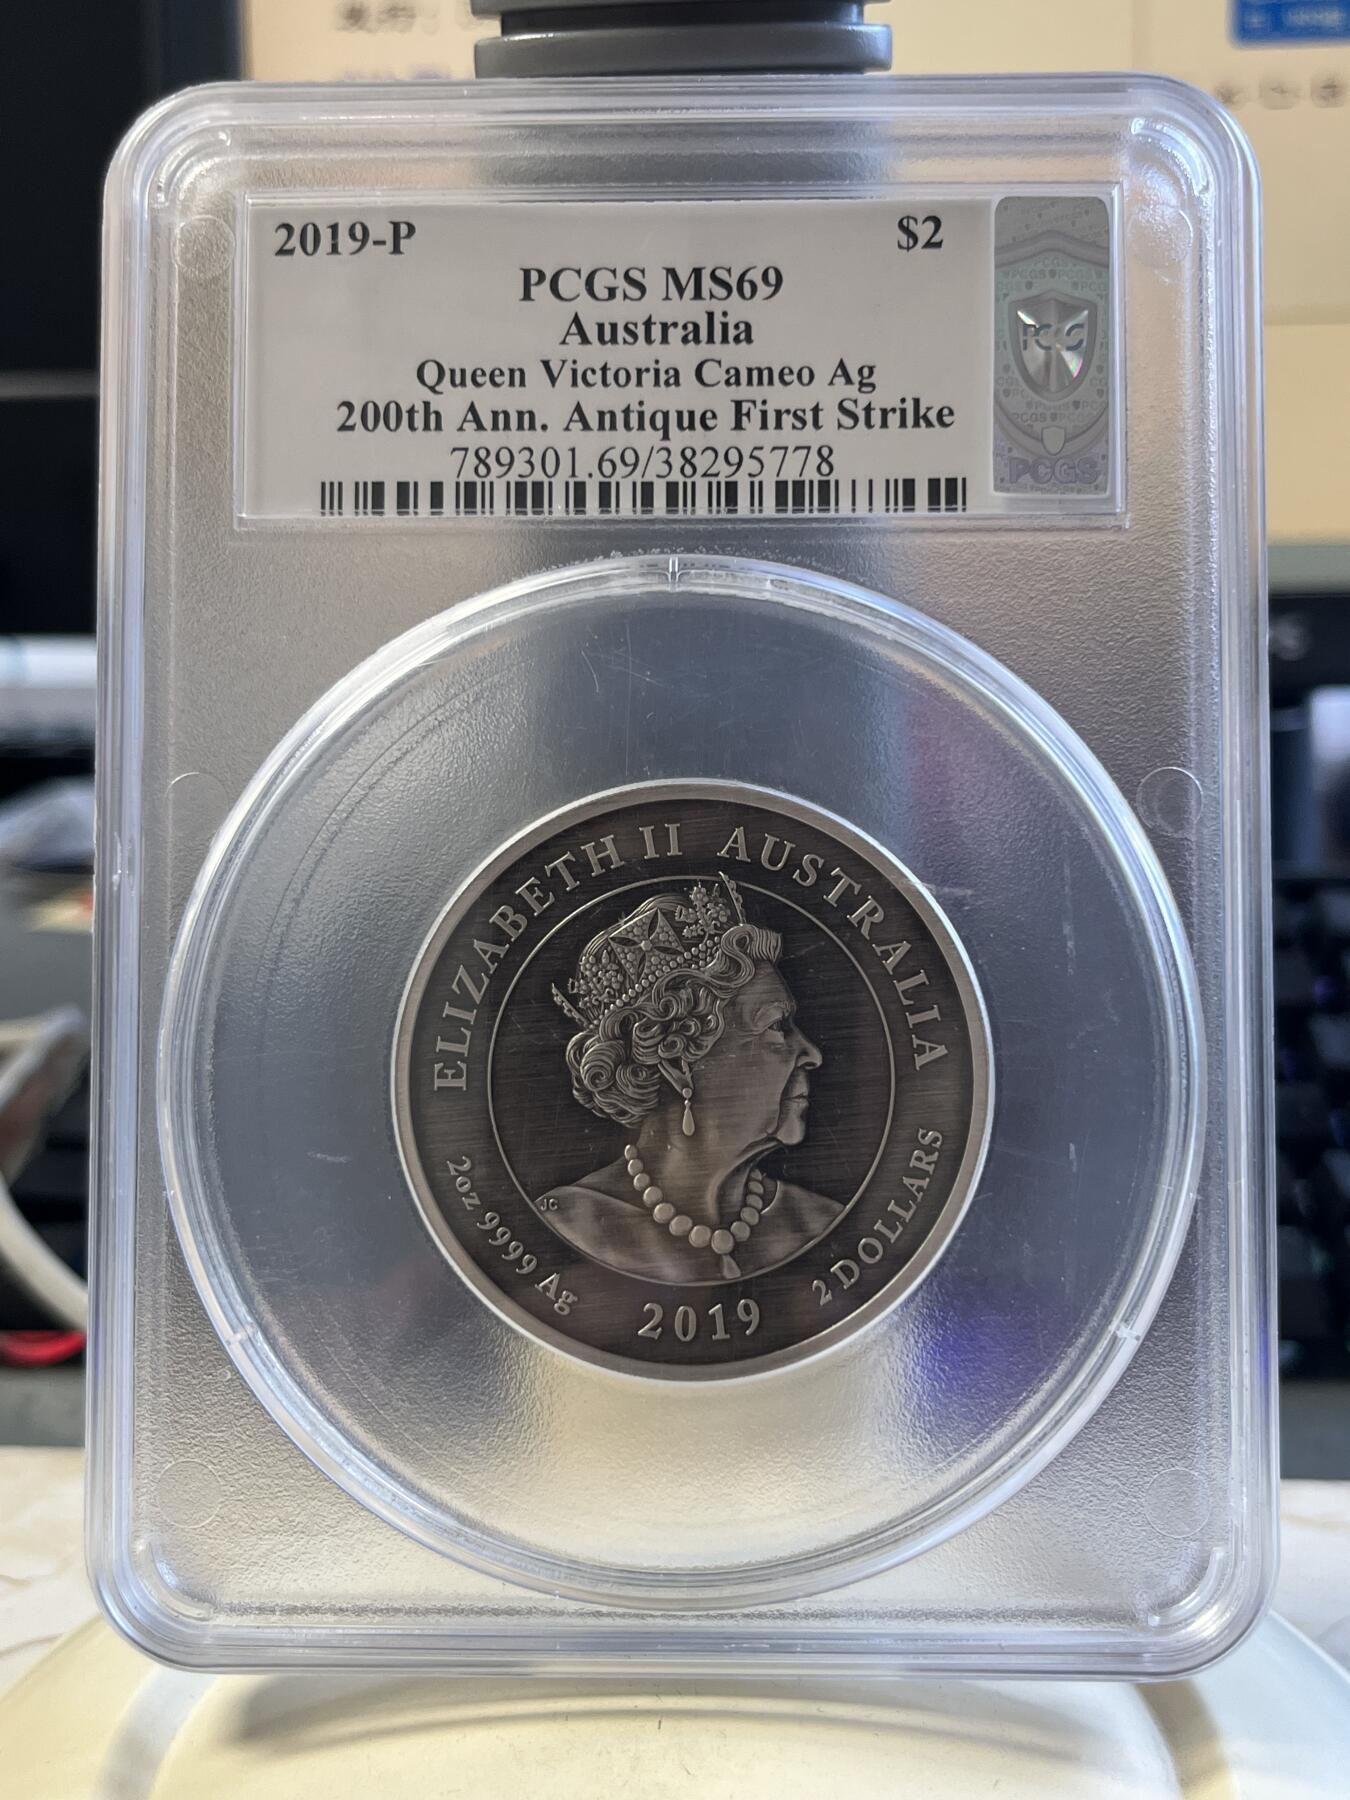 2019-P $2
PCGS MS69
Australia
Queen Victoria Cameo Ag
200th Ann. Antique First Strike
789301.69/38295778
PCGS
PCGS
ELIZABETH II AUSTRALIA
JC
2oz 9999 Ag 2019 2 DOLLARS